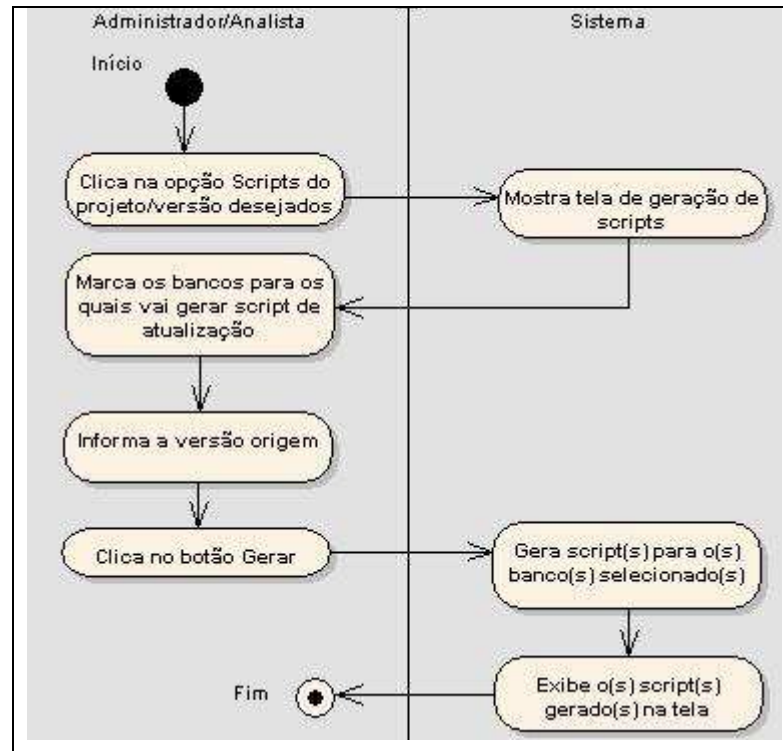 Administrador/Analista
Sistema
Início
Clica na opção Scripts do
projeto/versão desejados
Mostra tela de geração de
scripts
Marca os bancos para os
quais vai gerar script de
atualização
Informa a versão origem
Clica no botão Gerar
Gera script(s) para o(s)
banco(s) selecionado(s)
Exibe o(s) script(s)
gerado(s) na tela
Fim